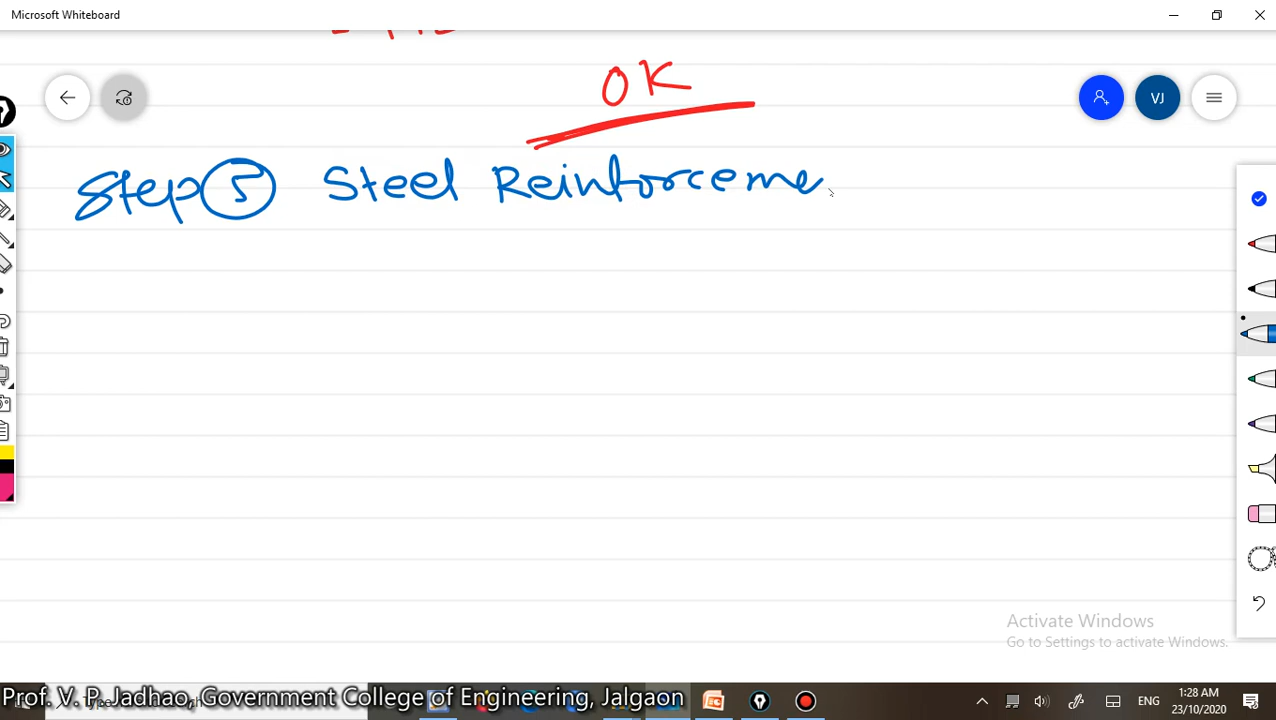 Microsoft Whiteboard
OK
VJ
Step 5 Steel Reinforceme
Activate Windows
Go to Settings to activate Windows.
Prof. V. P. Jadhao, Government College of Engineering, Jalgaon
ENG
1:28 AM
23/10/2020